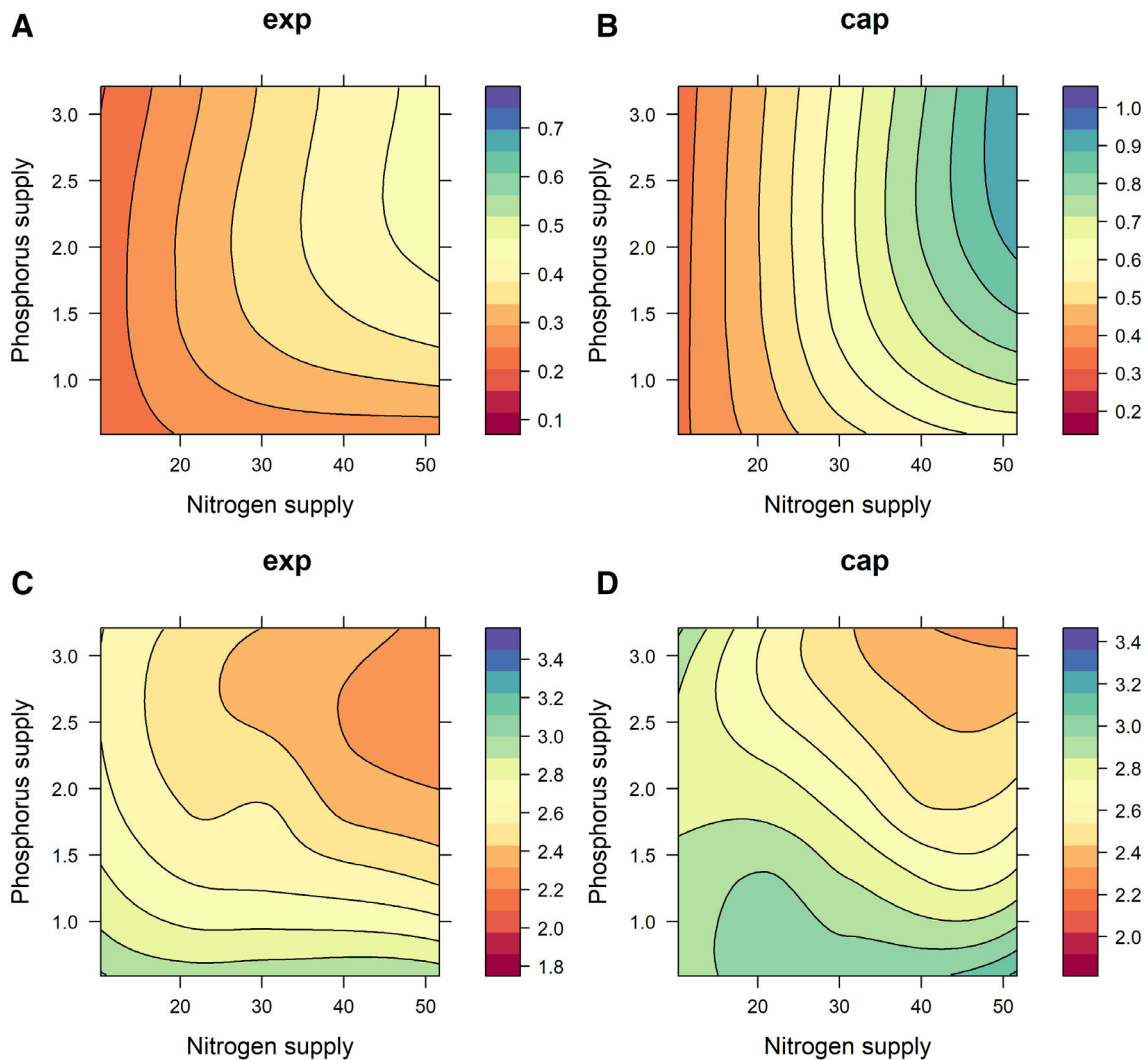 A exp B cap
3.0 0.7 3.0 1.0
0.9
2.5 0.6 2.5 0.8
0.5 0.7
2.0 0.4 2.0 0.6
1.5 0.3 1.5 0.5
0.4
1.0 0.2 1.0 0.3
0.1 0.2
20 30 40 50 20 30 40 50
Phosphorus supply Phosphorus supply
Nitrogen supply Nitrogen supply
C exp D cap
3.0 3.4 3.0 3.4
3.2 3.2
2.5 3.0 2.5 3.0
2.8 2.8
2.0 2.6 2.0 2.6
1.5 2.4 1.5 2.4
2.2 2.2
1.0 2.0 1.0 2.0
1.8
20 30 40 50 20 30 40 50
Phosphorus supply Phosphorus supply
Nitrogen supply Nitrogen supply